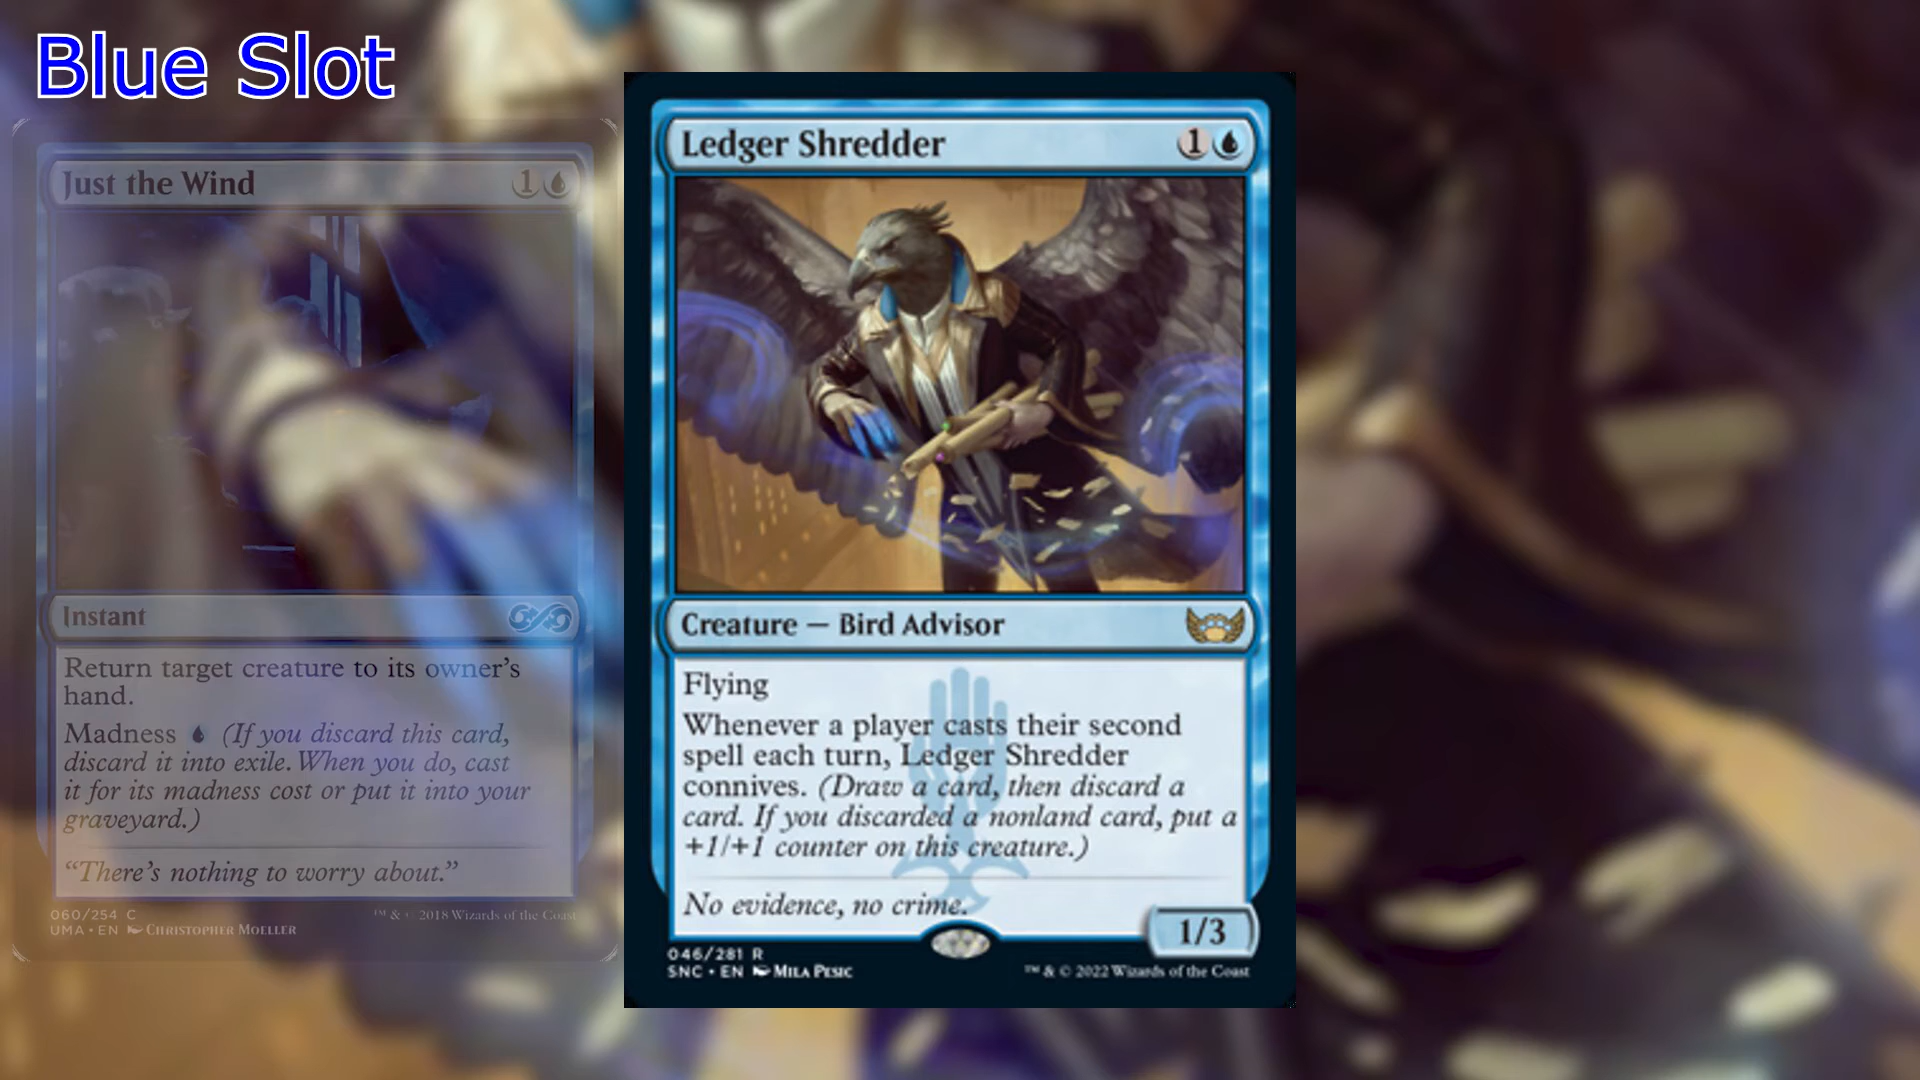 Blue Slot
Just the Wind 1
Instant
Return target creature to its owner's
hand.
Madness (If you discard this card,
discard it into exile. When you do, cast
it for its madness cost or put it into your
graveyard.)
"There's nothing to worry about."
060/254 C
™ & © 2018 Wizards of the Coast
UMA • EN Christopher Moeller
Ledger Shredder 1
Creature — Bird Advisor
Flying
Whenever a player casts their second
spell each turn, Ledger Shredder
connives. (Draw a card, then discard a
card. If you discarded a nonland card, put a
+1/+1 counter on this creature.)
No evidence, no crime.
1/3
046/281 R
SNC • EN Mila Pesic
™ & © 2022 Wizards of the Coast